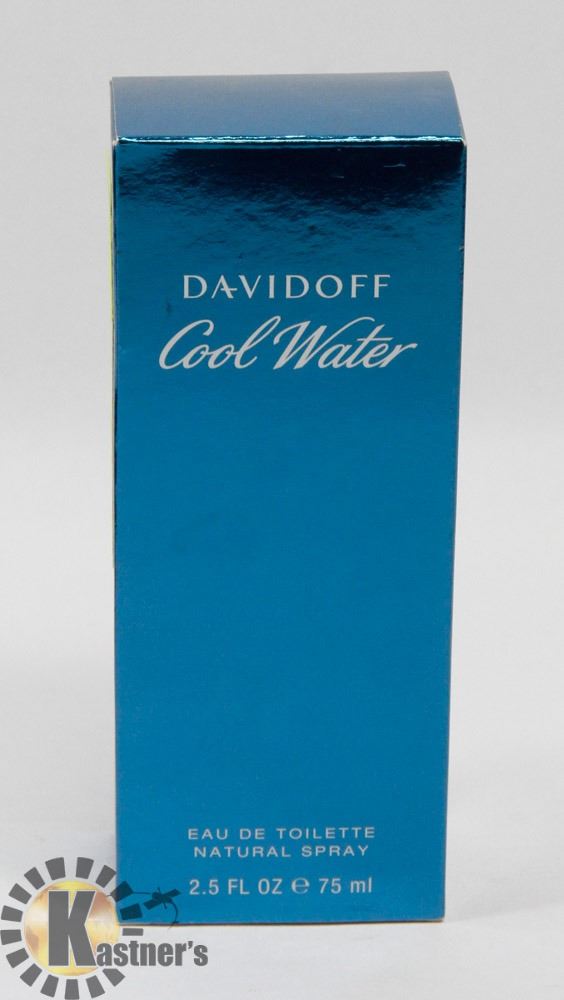 DAVIDOFF
Cool Water
EAU DE TOILETTE
NATURAL SPRAY
2.5 FL OZ ℮ 75 ml
Kastner's